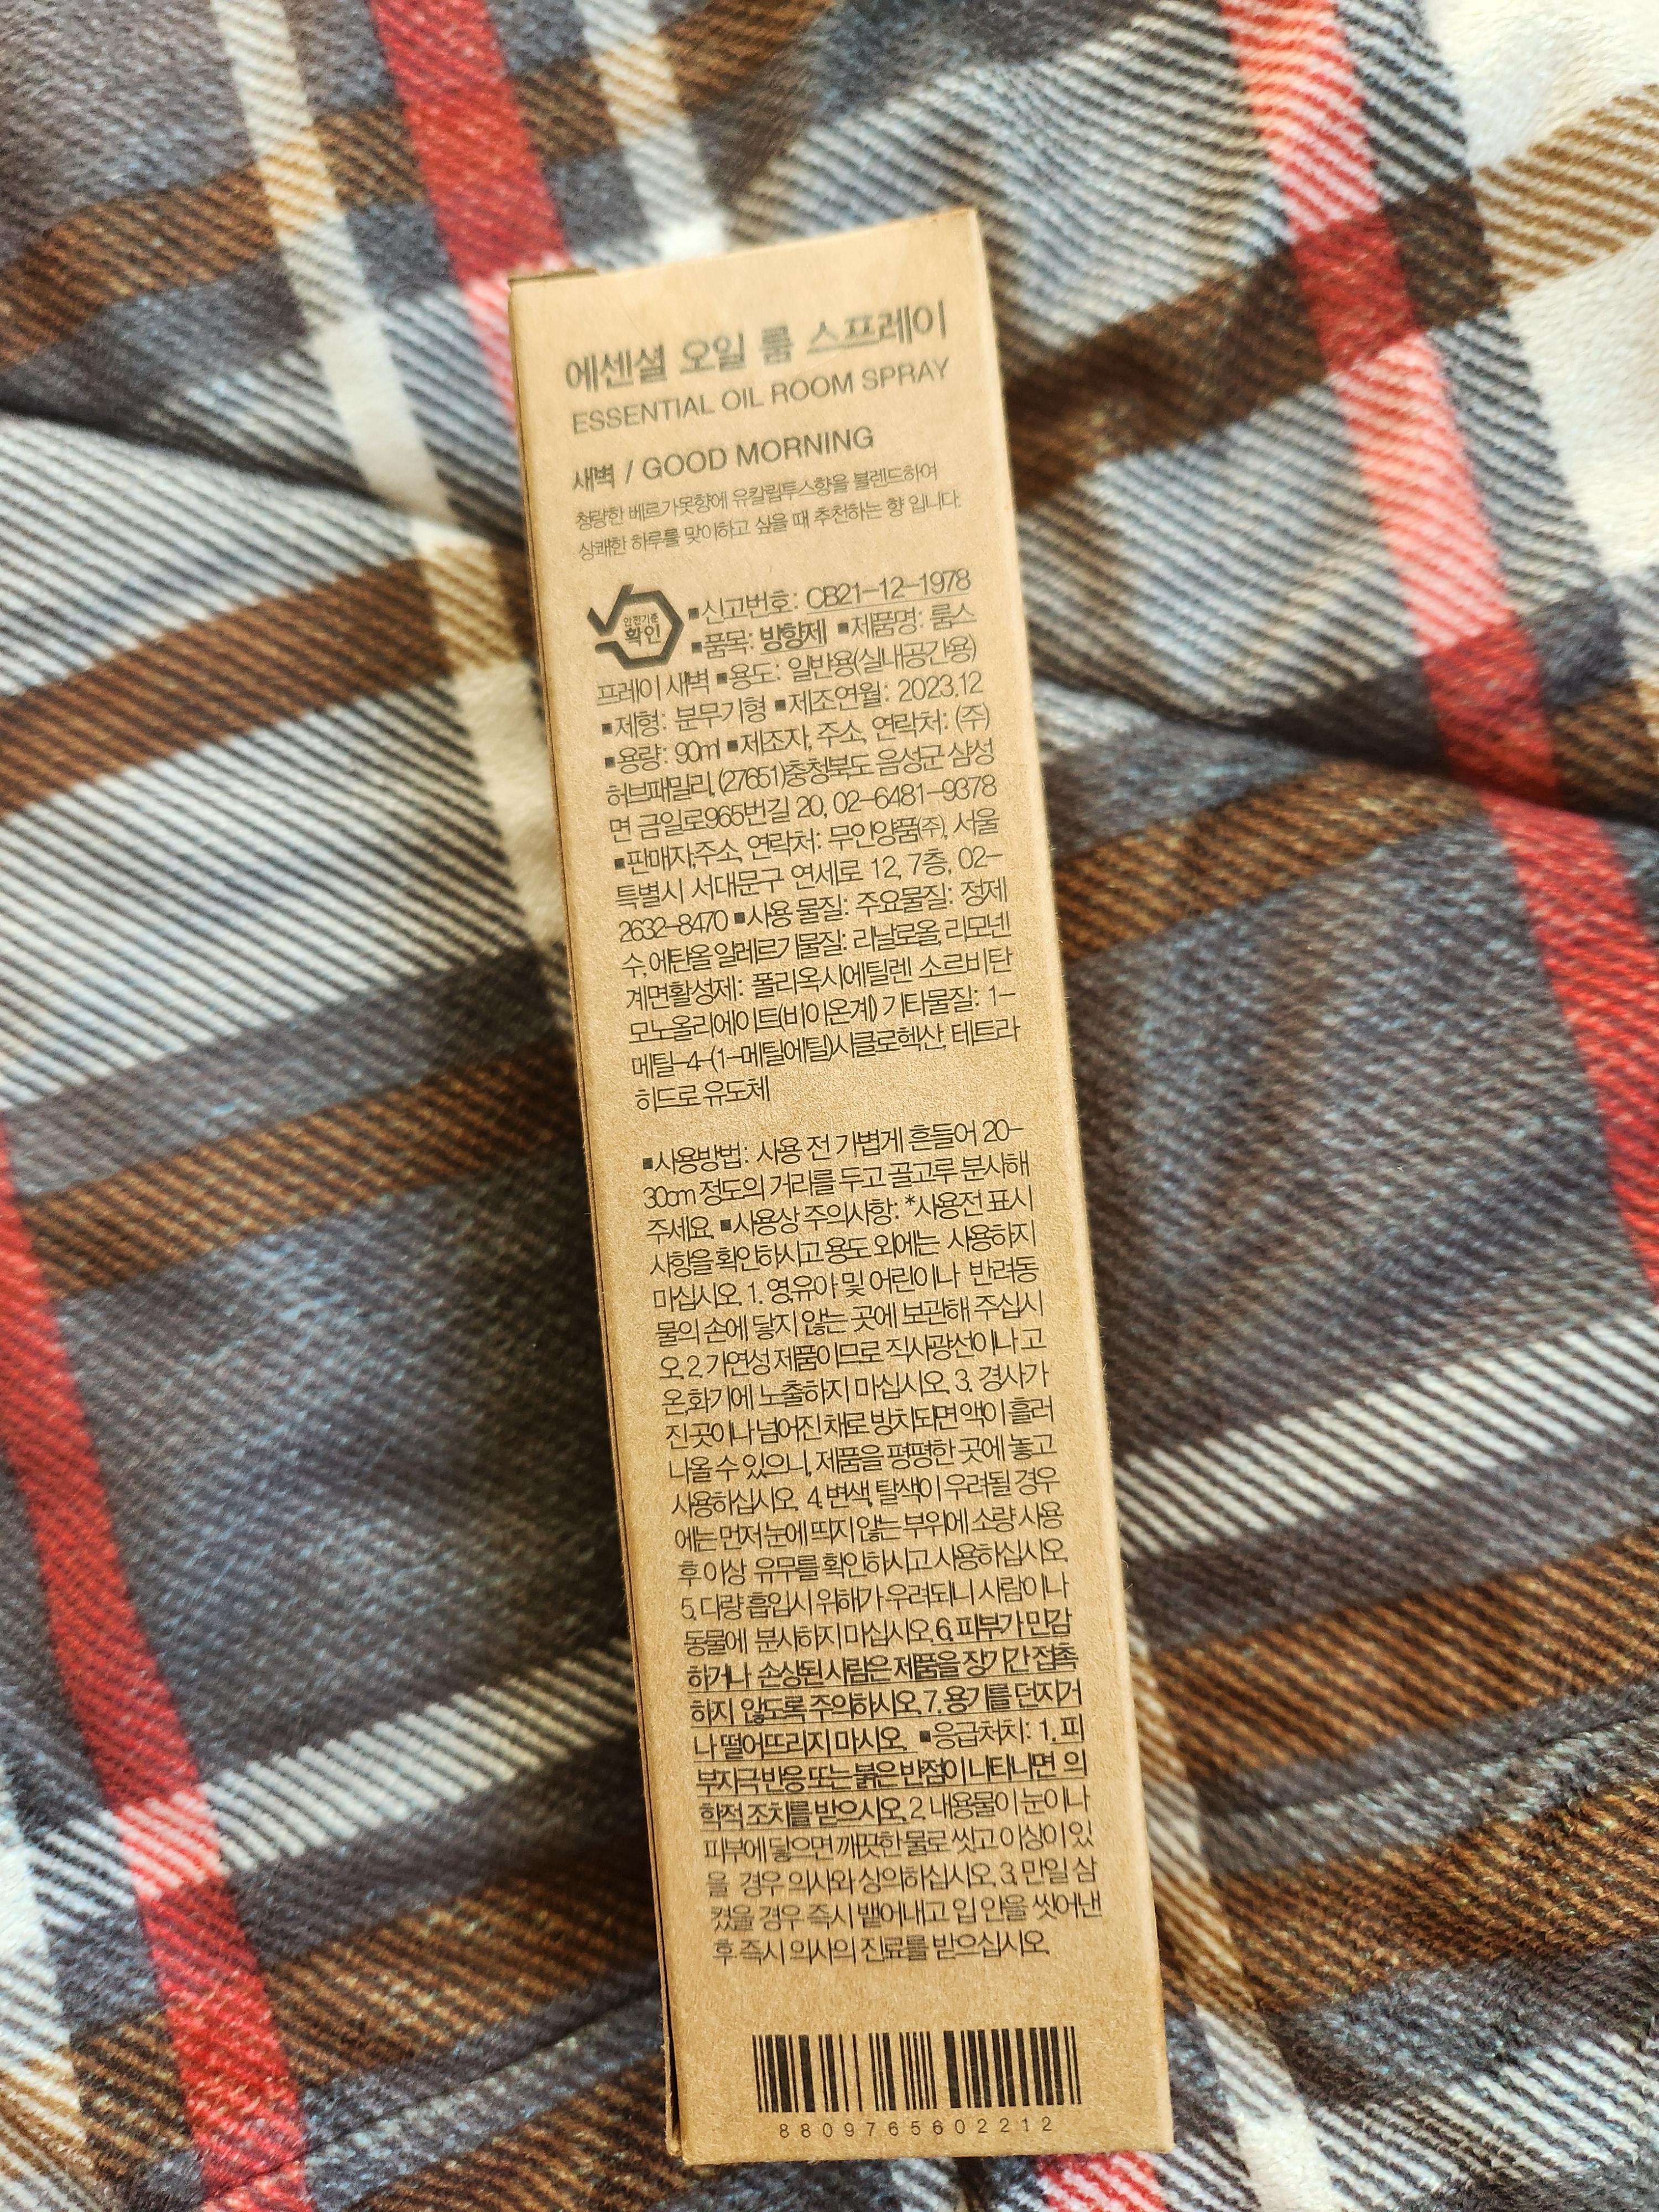 에센셜 오일 룸 스프레이
ESSENTIAL OIL ROOM SPRAY
새벽 / GOOD MORNING
청량한 베르가못향에 유칼립투스향을 블렌드하여
상쾌한 하루를 맞이하고 싶을 때 추천하는 향 입니다.
안전기준
확인
■신고번호: CB21-12-1978
■품목: 방향제 ■제품명: 룸스
프레이 새벽 ■용도: 일반용(실내공간용)
■제형: 분무기형 ■제조연월: 2023.12
■용량: 90ml ■제조자, 주소, 연락처: (주)
허브패밀리, (27651)충청북도 음성군 삼성
면 금일로965번길 20, 02-6481-9378
■판매자,주소, 연락처: 무인양품(주), 서울
특별시 서대문구 연세로 12, 7층, 02-
2632-8470 ■사용 물질: 주요물질: 정제
수, 에탄올 알레르기물질: 리날로올, 리모넨
계면활성제: 폴리옥시에틸렌 소르비탄
모노올리에이트(비이온계) 기타물질: 1-
메틸-4-(1-메틸에틸)시클로헥산, 테트라
히드로 유도체
■사용방법: 사용 전 가볍게 흔들어 20-
30cm 정도의 거리를 두고 골고루 분사해
주세요. ■사용상 주의사항: *사용전 표시
사항을 확인하시고 용도 외에는 사용하지
마십시오. 1. 영,유아 및 어린이나 반려동
물의 손에 닿지 않는 곳에 보관해 주십시
오. 2. 가연성 제품이므로 직사광선이나 고
온,화기에 노출하지 마십시오. 3. 경사가
진 곳이나 넘어진 채로 방치되면 액이 흘러
나올 수 있으니, 제품을 평평한 곳에 놓고
사용하십시오. 4. 변색, 탈색이 우려될 경우
에는 먼저 눈에 띄지 않는 부위에 소량 사용
후 이상 유무를 확인하시고 사용하십시오.
5. 다량 흡입시 위해가 우려되니 사람이나
동물에 분사하지 마십시오. 6. 피부가 민감
하거나 손상된 사람은 제품을 장기간 접촉
하지 않도록 주의하시오. 7. 용기를 던지거
나 떨어뜨리지 마시오. ■응급처치: 1. 피
부자극 반응 또는 붉은 반점이 나타나면 의
학적 조치를 받으시오. 2. 내용물이 눈이나
피부에 닿으면 깨끗한 물로 씻고 이상이 있
을 경우 의사와 상의하십시오. 3. 만일 삼
켰을 경우 즉시 뱉어내고 입 안을 씻어낸
후 즉시 의사의 진료를 받으십시오.
8809765602212